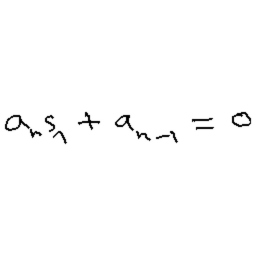 a_n s_1 + a_{n-1} = 0